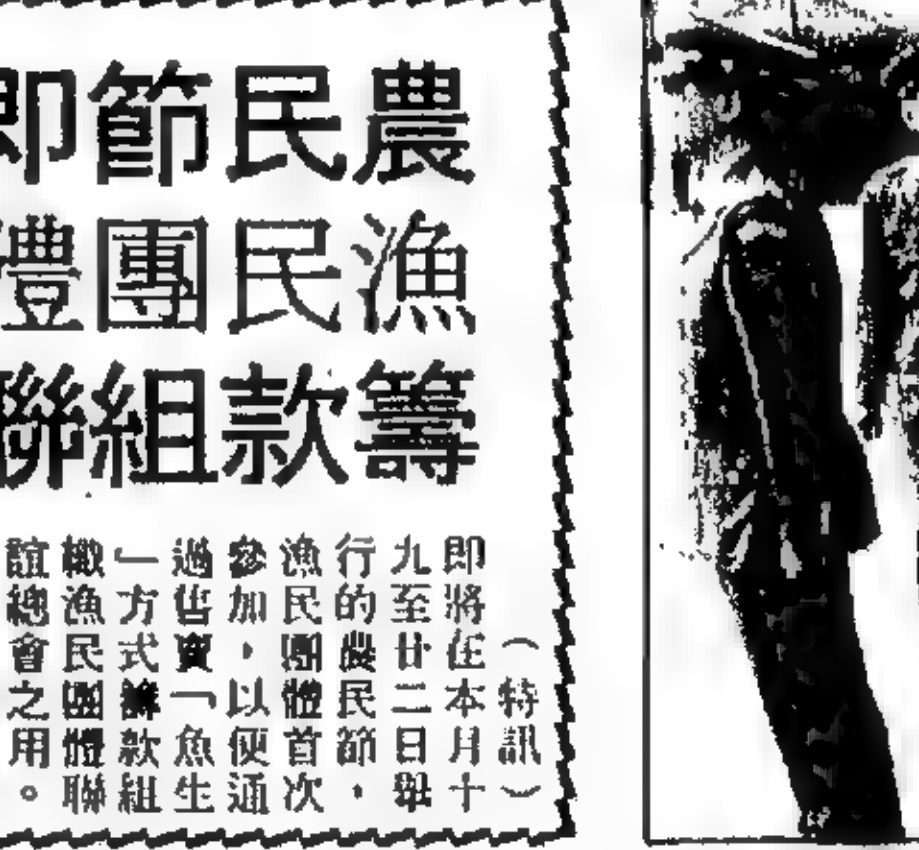 農民節即
漁民團禮
籌款組聯
（特訊）
即將在本月十
九至廿二日舉
行的農民節，
漁民團體首次
參加，以便通
過售賣「魚生
」方式籌款組
織漁民團體聯
誼總會之用。